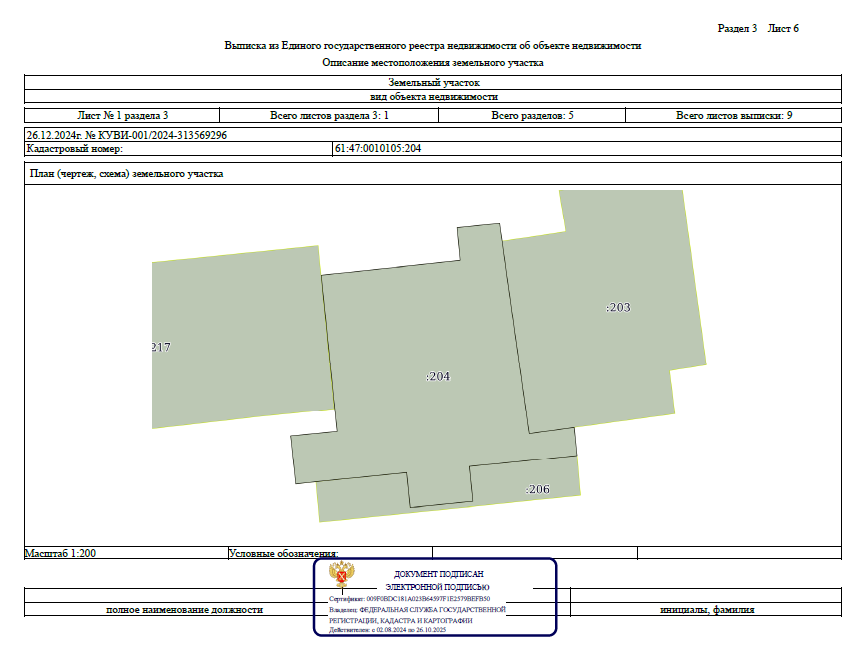 Раздел 3 Лист 6
Выписка из Единого государственного реестра недвижимости об объекте недвижимости
Описание местоположения земельного участка
Земельный участок
вид объекта недвижимости
Лист № 1 раздела 3 Всего листов раздела 3: 1 Всего разделов: 5 Всего листов выписки: 9
26.12.2024г. № КУВИ-001/2024-313569296
Кадастровый номер: 61:47:0010105:204
План (чертеж, схема) земельного участка
:203
217
:204
:206
Масштаб 1:200 Условные обозначения:
ДОКУМЕНТ ПОДПИСАН
ЭЛЕКТРОННОЙ ПОДПИСЬЮ
Сертификат: 009F0BDC181A023B64597F1E2579BEFB50
Владелец: ФЕДЕРАЛЬНАЯ СЛУЖБА ГОСУДАРСТВЕННОЙ
РЕГИСТРАЦИИ, КАДАСТРА И КАРТОГРАФИИ
Действителен: с 02.08.2024 по 26.10.2025
полное наименование должности инициалы, фамилия